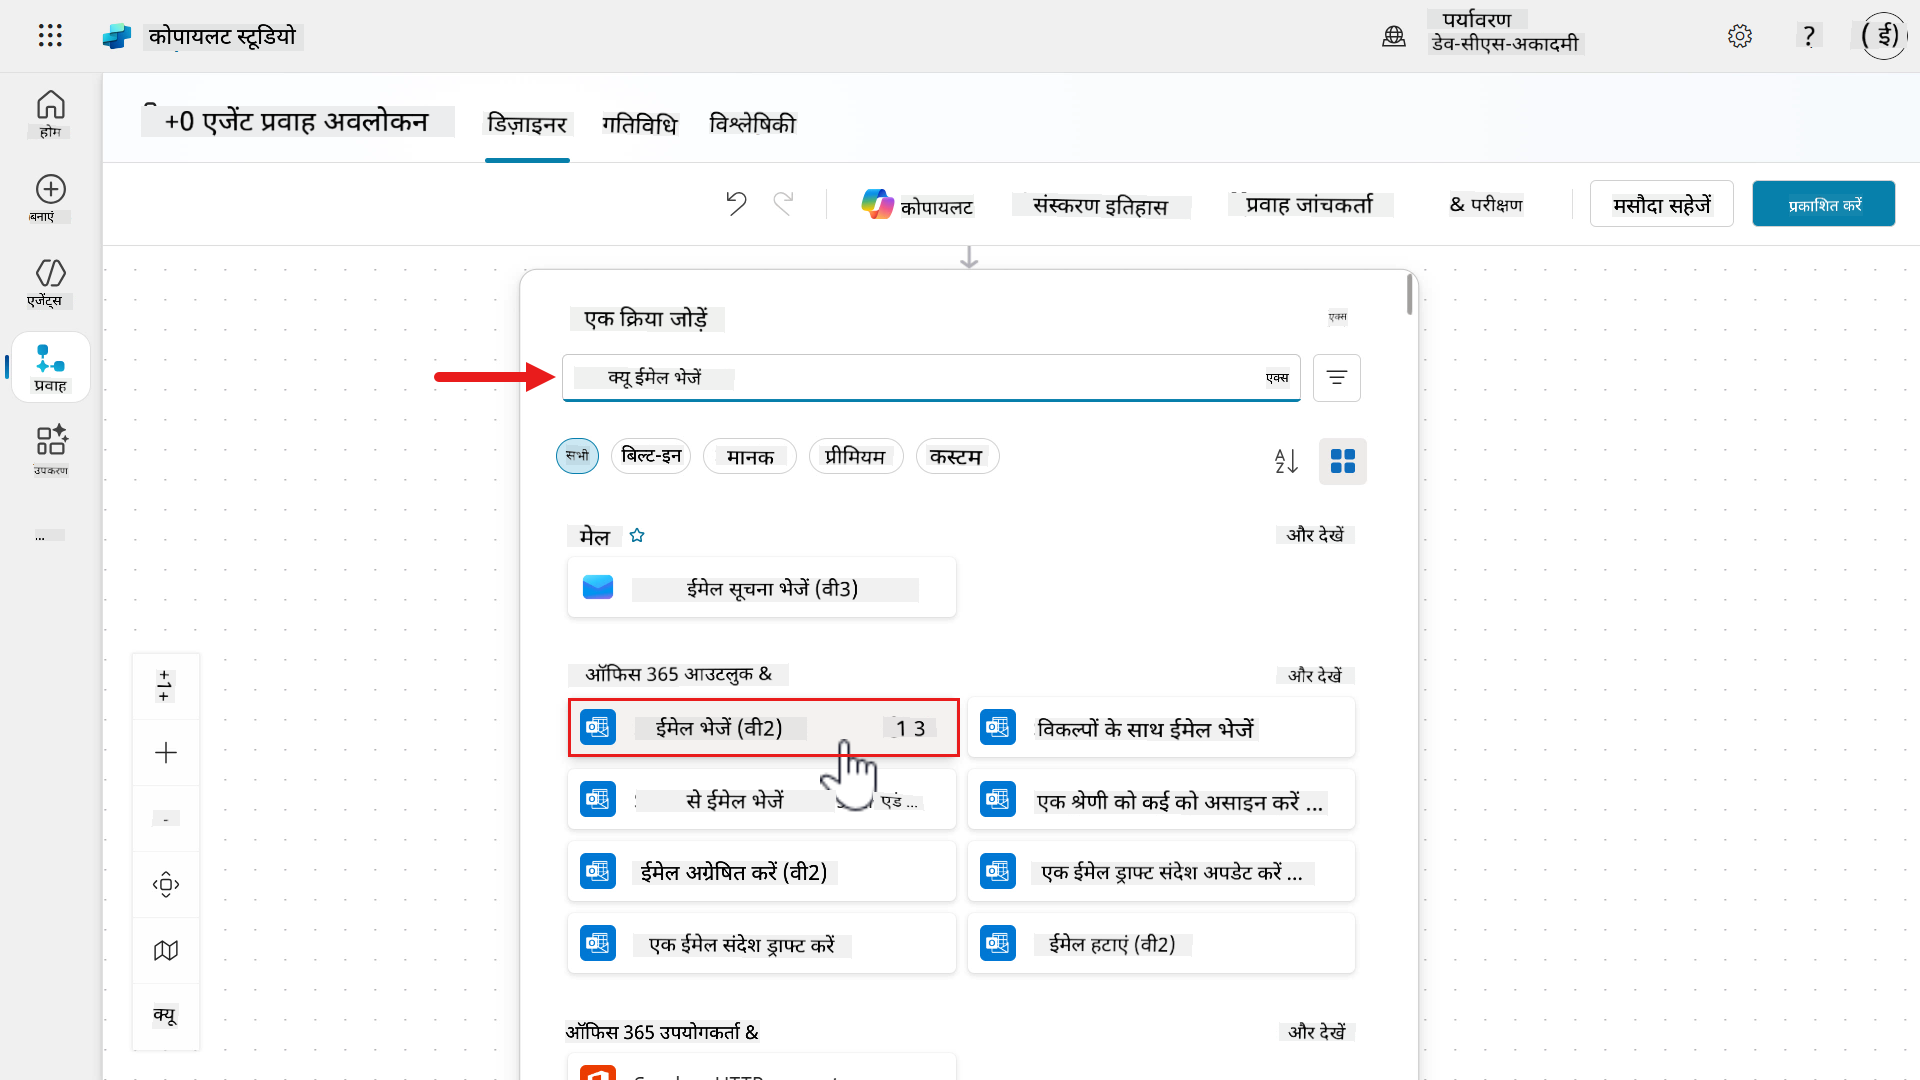 कोपायलट स्टूडियो
पर्यावरण
डेव-सीएस-अकादमी
?
( ई)
होम
बनाएं
एजेंट्स
प्रवाह
उपकरण
...
+0 एजेंट प्रवाह अवलोकन
डिज़ाइनर
गतिविधि
विश्लेषिकी
कोपायलट
संस्करण इतिहास
प्रवाह जांचकर्ता
& परीक्षण
मसौदा सहेजें
प्रकाशित करें
एक क्रिया जोड़ें
एक्स
क्यू ईमेल भेजें
एक्स
सभी
बिल्ट-इन
मानक
प्रीमियम
कस्टम
मेल
और देखें
ईमेल सूचना भेजें (वी3)
ऑफिस 365 आउटलुक &
और देखें
ईमेल भेजें (वी2)
1 3
विकल्पों के साथ ईमेल भेजें
से ईमेल भेजें
एडं ...
एक श्रेणी को कई को असाइन करें ...
ईमेल अग्रेषित करें (वी2)
एक ईमेल ड्राफ्ट संदेश अपडेट करें ...
एक ईमेल संदेश ड्राफ्ट करें
ईमेल हटाएं (वी2)
ऑफिस 365 उपयोगकर्ता &
और देखें
क्यू